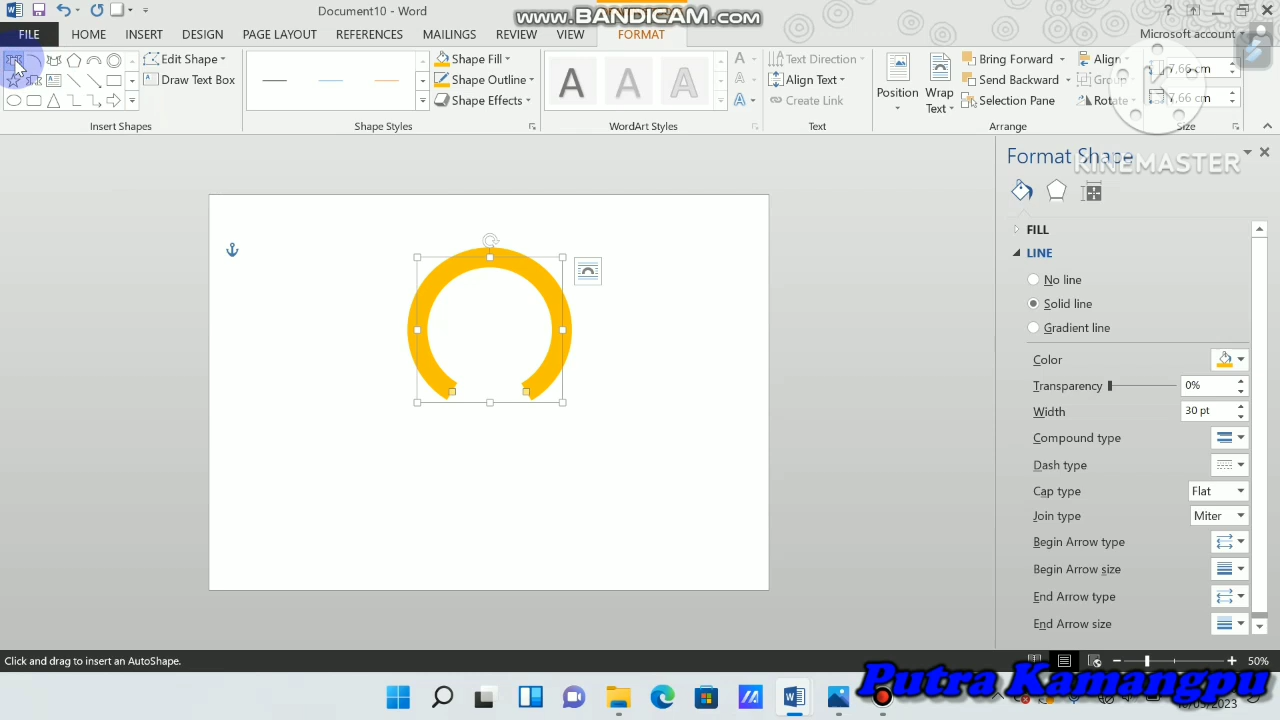 Document10 - Word
www.BANDICAM.com
FILE
HOME
INSERT
DESIGN
PAGE LAYOUT
REFERENCES
MAILINGS
REVIEW
VIEW
FORMAT
Microsoft account
Edit Shape
Draw Text Box
Insert Shapes
Shape Fill
Shape Outline
Shape Effects
Shape Styles
A A A
WordArt Styles
Text Direction
Align Text
Create Link
Text
Position
Wrap
Text
Bring Forward
Send Backward
Selection Pane
Align
Group
Rotate
Arrange
7,66 cm
7,66 cm
Size
Format Shape
KINEMASTER
FILL
LINE
No line
Solid line
Gradient line
Color
Transparency
0%
Width
30 pt
Compound type
Dash type
Cap type
Flat
Join type
Miter
Begin Arrow type
Begin Arrow size
End Arrow type
End Arrow size
Click and drag to insert an AutoShape.
50%
Putra Kamangpu